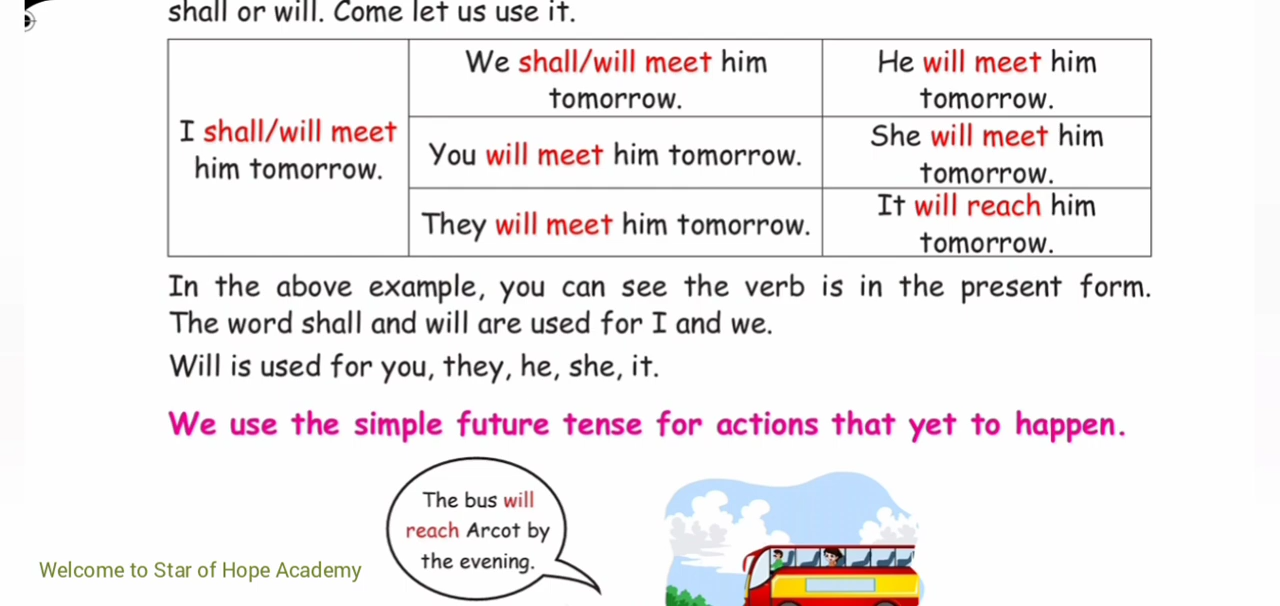 shall or will. Come let us use it.
I shall/will meet
him tomorrow.
We shall/will meet him
tomorrow.
He will meet him
tomorrow.
You will meet him tomorrow.
She will meet him
tomorrow.
They will meet him tomorrow.
It will reach him
tomorrow.
In the above example, you can see the verb is in the present form.
The word shall and will are used for I and we.
Will is used for you, they, he, she, it.
We use the simple future tense for actions that yet to happen.
The bus will
reach Arcot by
the evening.
Welcome to Star of Hope Academy